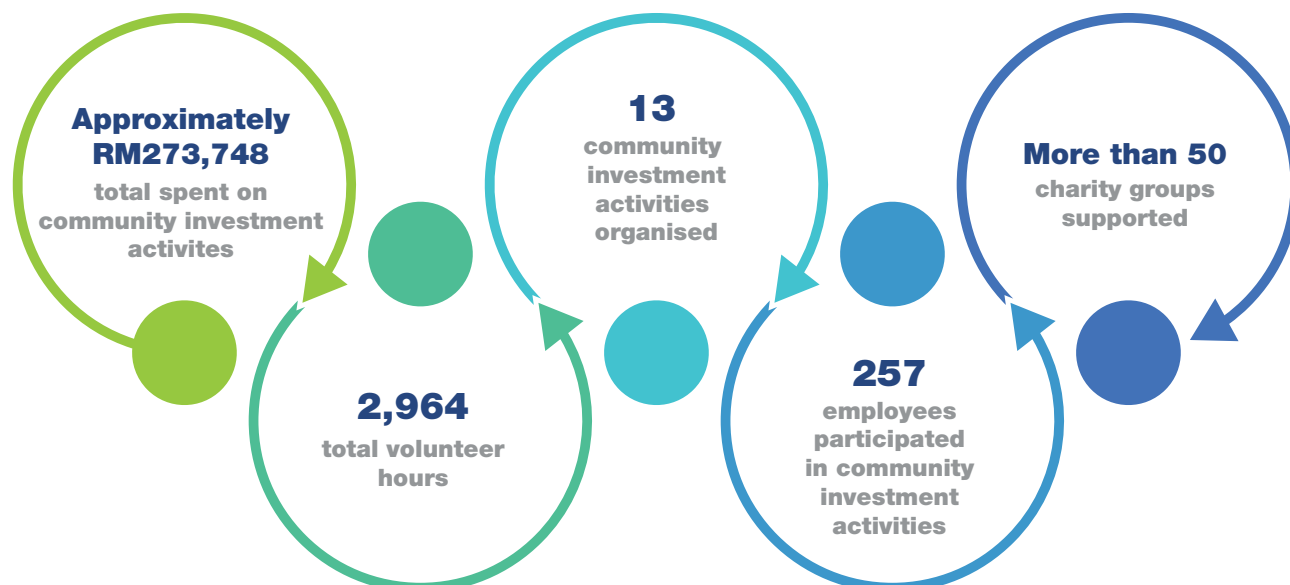 Approximately
RM273,748
total spent on
community investment
activites
2,964
total volunteer
hours
13
community
investment
activities
organised
257
employees
participated
in community
investment
activities
More than 50
charity groups
supported